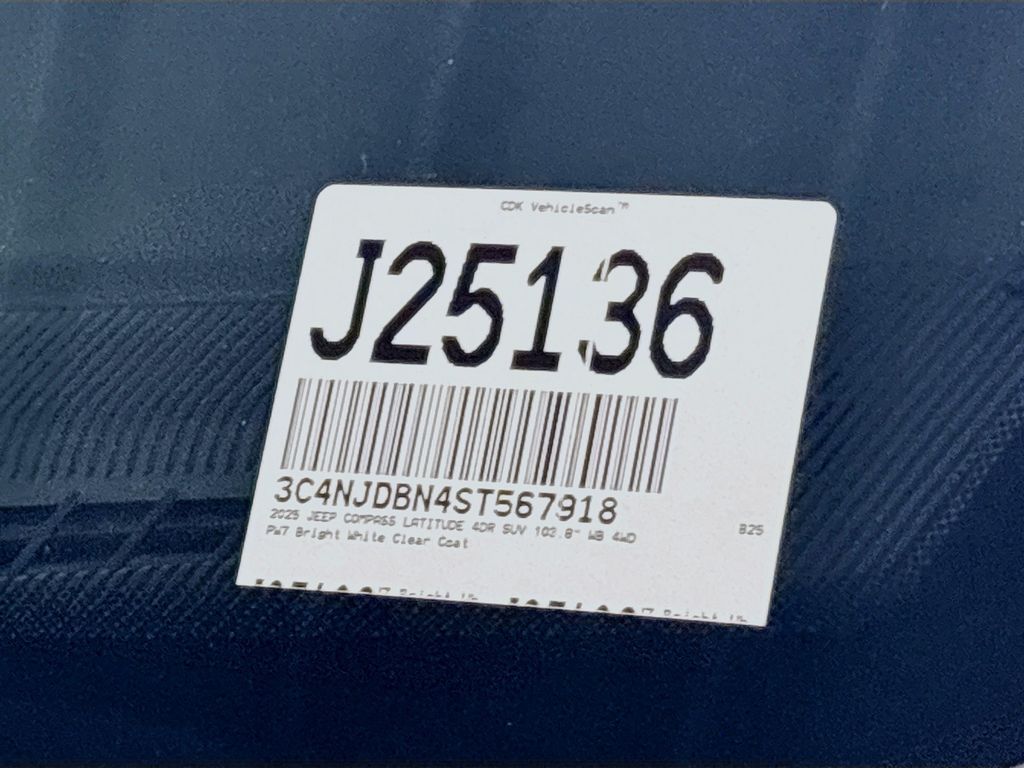 CDK VehicleScan™
J25136
3C4NJDBN4ST567918
2025 JEEP COMPASS LATITUDE 4DR SUV 103.8" WB 4WD
B25
PW7 Bright White Clear Coat